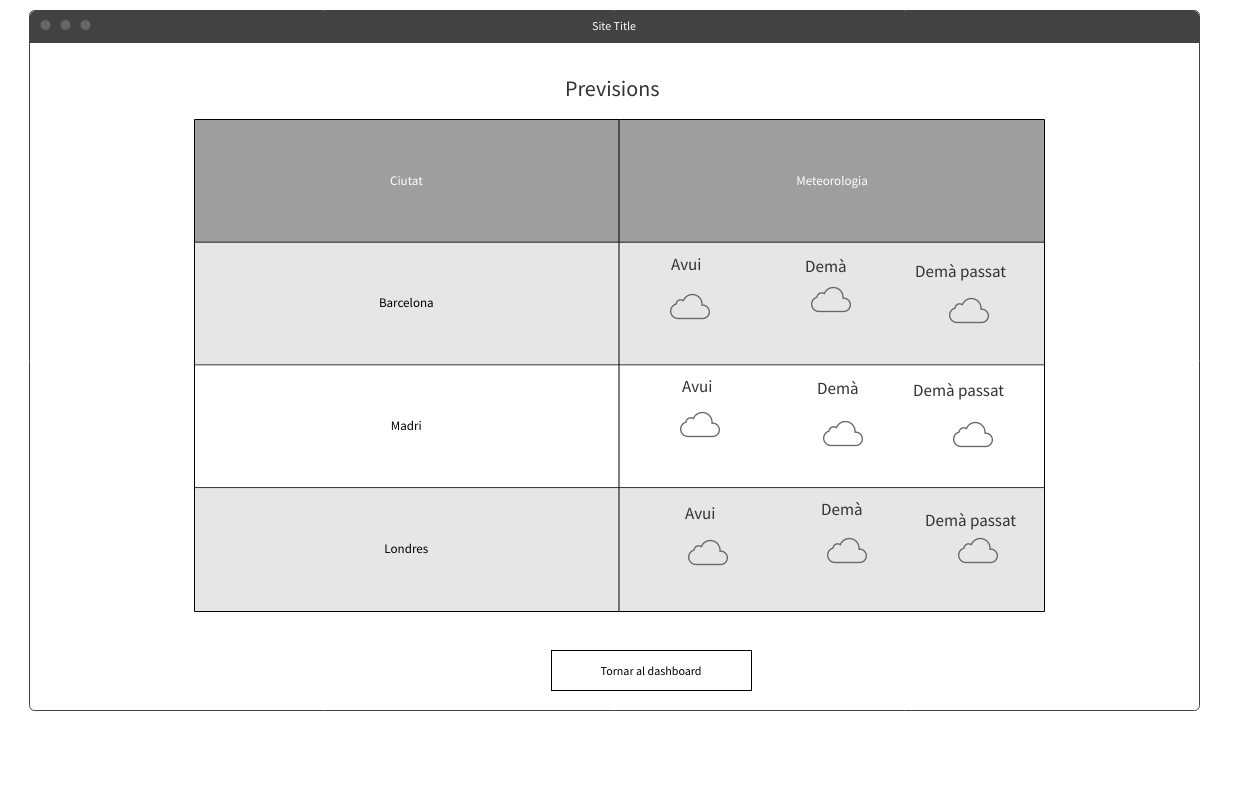 Site Title
Previsions
Ciutat
Meteorologia
Barcelona
Avui
Demà
Demà passat
Madri
Avui
Demà
Demà passat
Londres
Avui
Demà
Demà passat
Tornar al dashboard